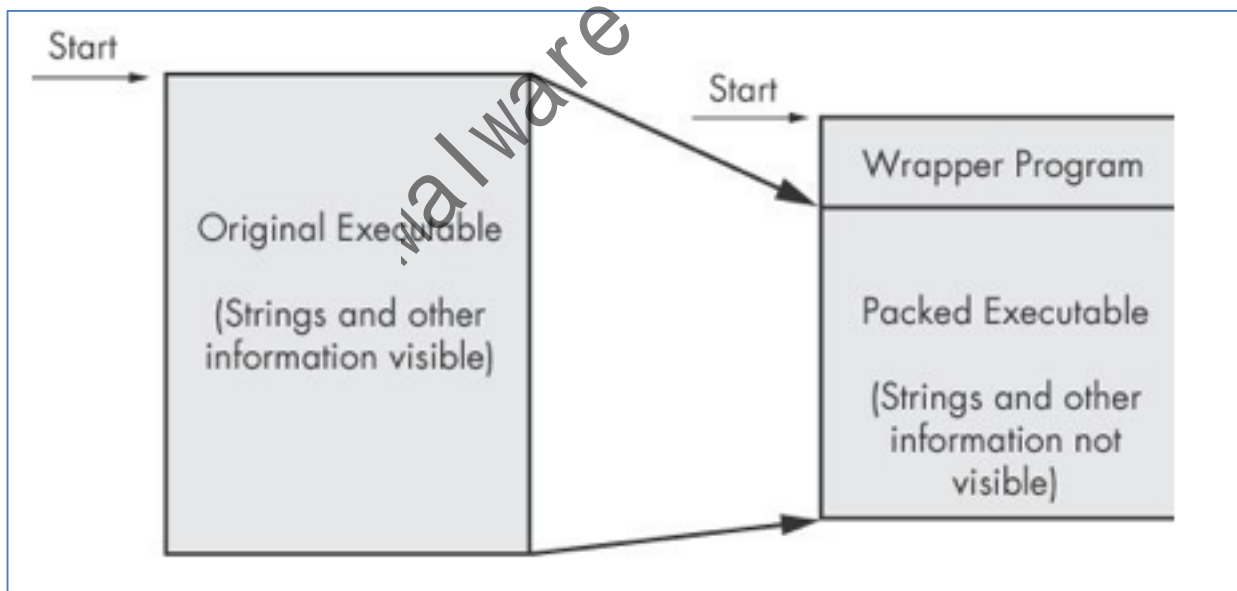 Start
Original Executable
(Strings and other
information visible)
malware
Start
Wrapper Program
Packed Executable
(Strings and other
information not
visible)